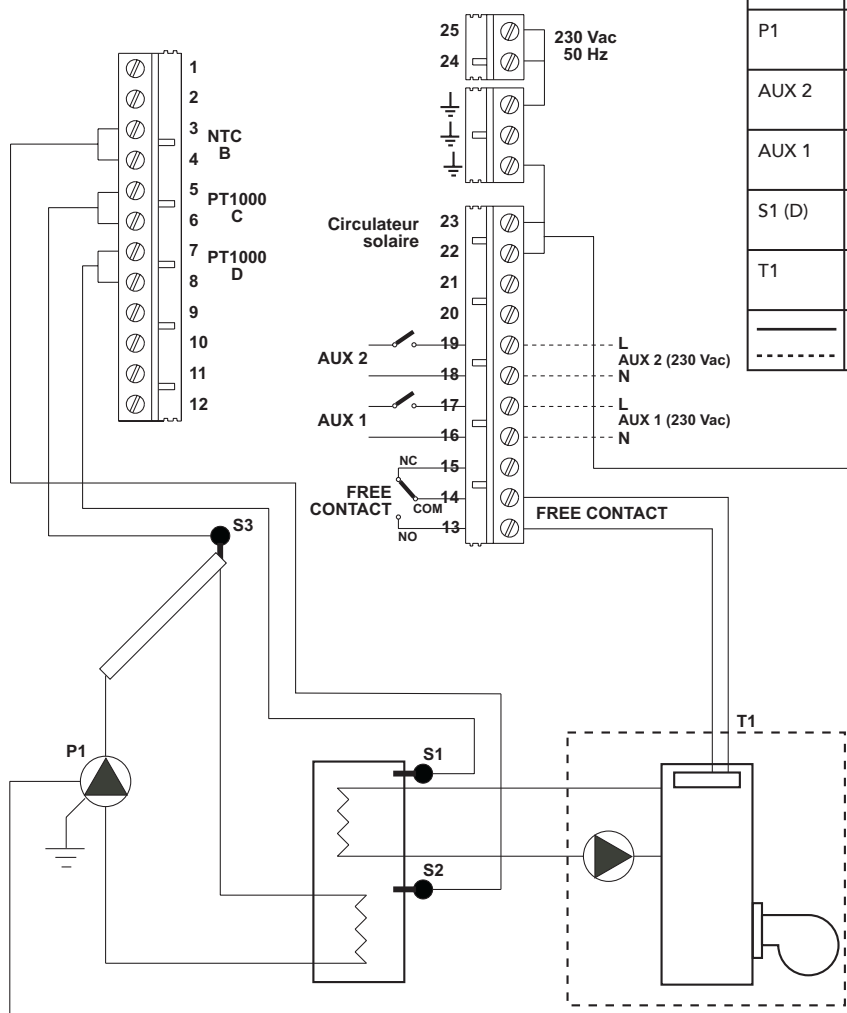 1
2
3
4
5
6
7
8
9
10
11
12
NTC
B
PT1000
C
PT1000
D
25
24
230 Vac
50 Hz
Circulateur
solaire
23
22
21
20
19
18
17
16
15
14
13
AUX 2
AUX 1
NC
FREE
CONTACT
COM
NO
L
AUX 2 (230 Vac)
N
L
AUX 1 (230 Vac)
N
FREE CONTACT
S3
P1
S1
S2
T1
P1
AUX 2
AUX 1
S1 (D)
T1